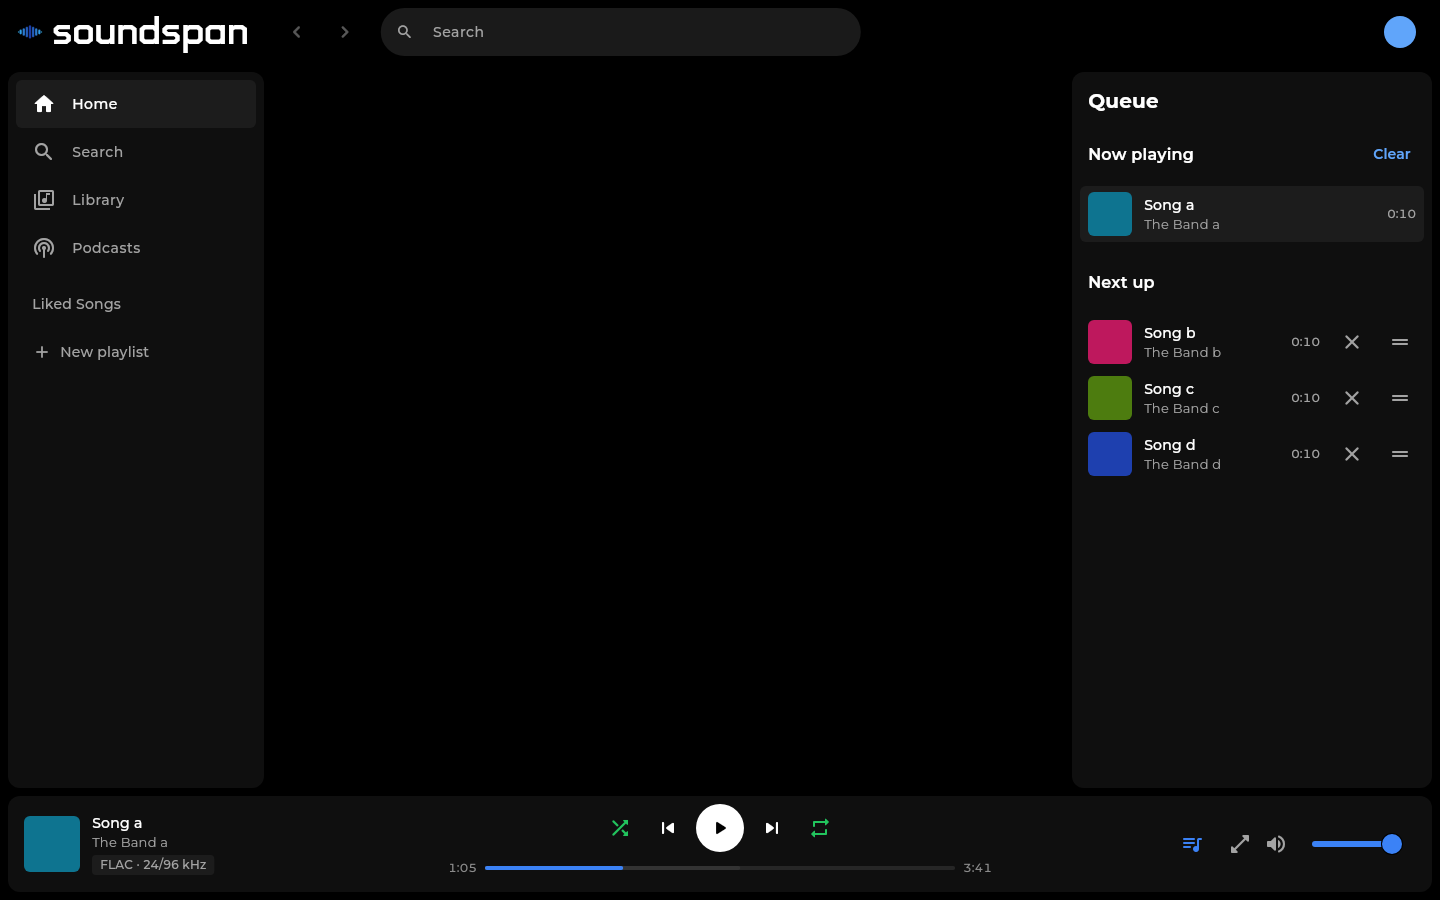 soundspan
Search
Home
Search
Library
Podcasts
Liked Songs
New playlist
Queue
Now playing
Clear
Song a
The Band a
0:10
Next up
Song b
The Band b
0:10
Song c
The Band c
0:10
Song d
The Band d
0:10
Song a
The Band a
FLAC · 24/96 kHz
1:05
3:41